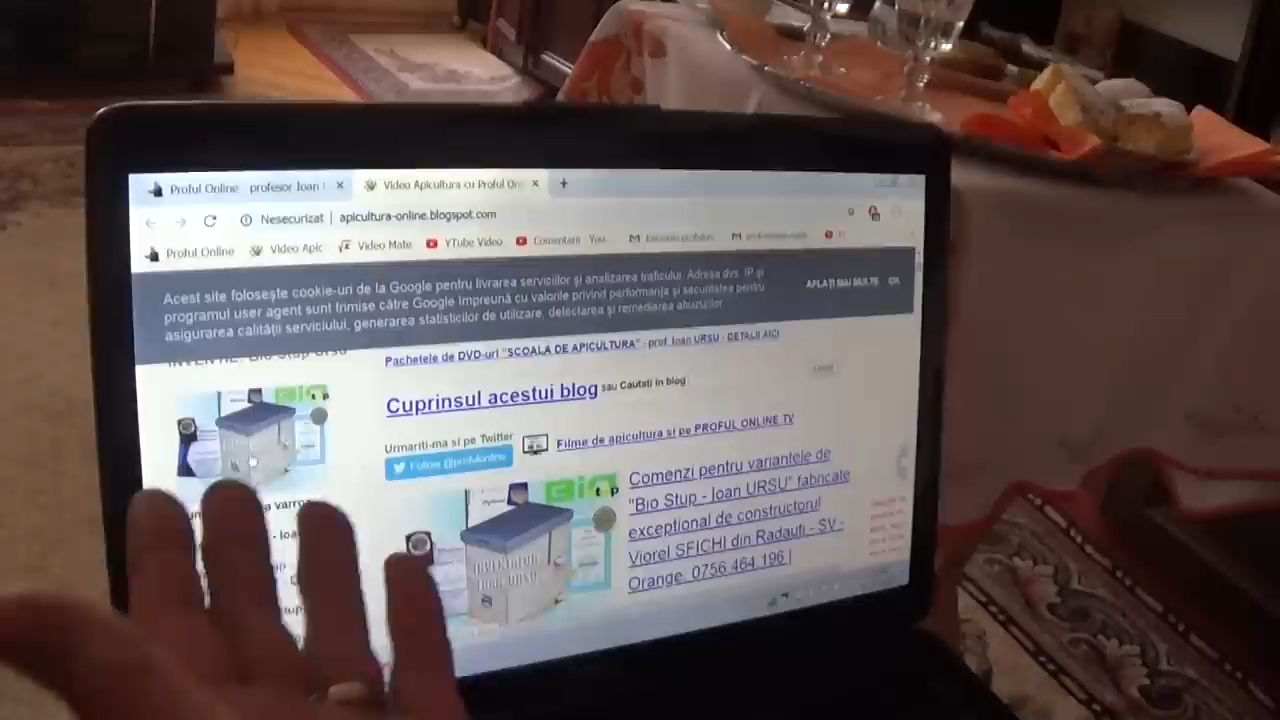 Proful Online profesor Ioan
Video Apicultura cu Proful On
Nesecurizat | apicultura-online.blogspot.com
Proful Online
Video Apic
Video Mate
YTube Video
Comentarii You
Acest site folosește cookie-uri de la Google pentru livrarea serviciilor și analizarea traficului. Adresa dvs. IP și
programul user agent sunt trimise către Google împreună cu valorile privind performanța și securitatea pentru
asigurarea calității serviciului, generarea statisticilor de utilizare, detectarea și remedierea abuzurilor.
AFLAȚI MAI MULTE OK
Pachetele de DVD-uri "SCOALA DE APICULTURA" - prof. Ioan URSU - DETALII AICI
Cuprinsul acestui blog sau Cautati in blog
Urmariti-ma si pe Twitter
Follow @profulonline
Filme de apicultura si pe PROFUL ONLINE TV
Comenzi pentru variantele de
"Bio Stup - Ioan URSU" fabricate
exceptional de constructorul
Viorel SFICHI din Radauti - SV -
Orange 0756 464 196 |